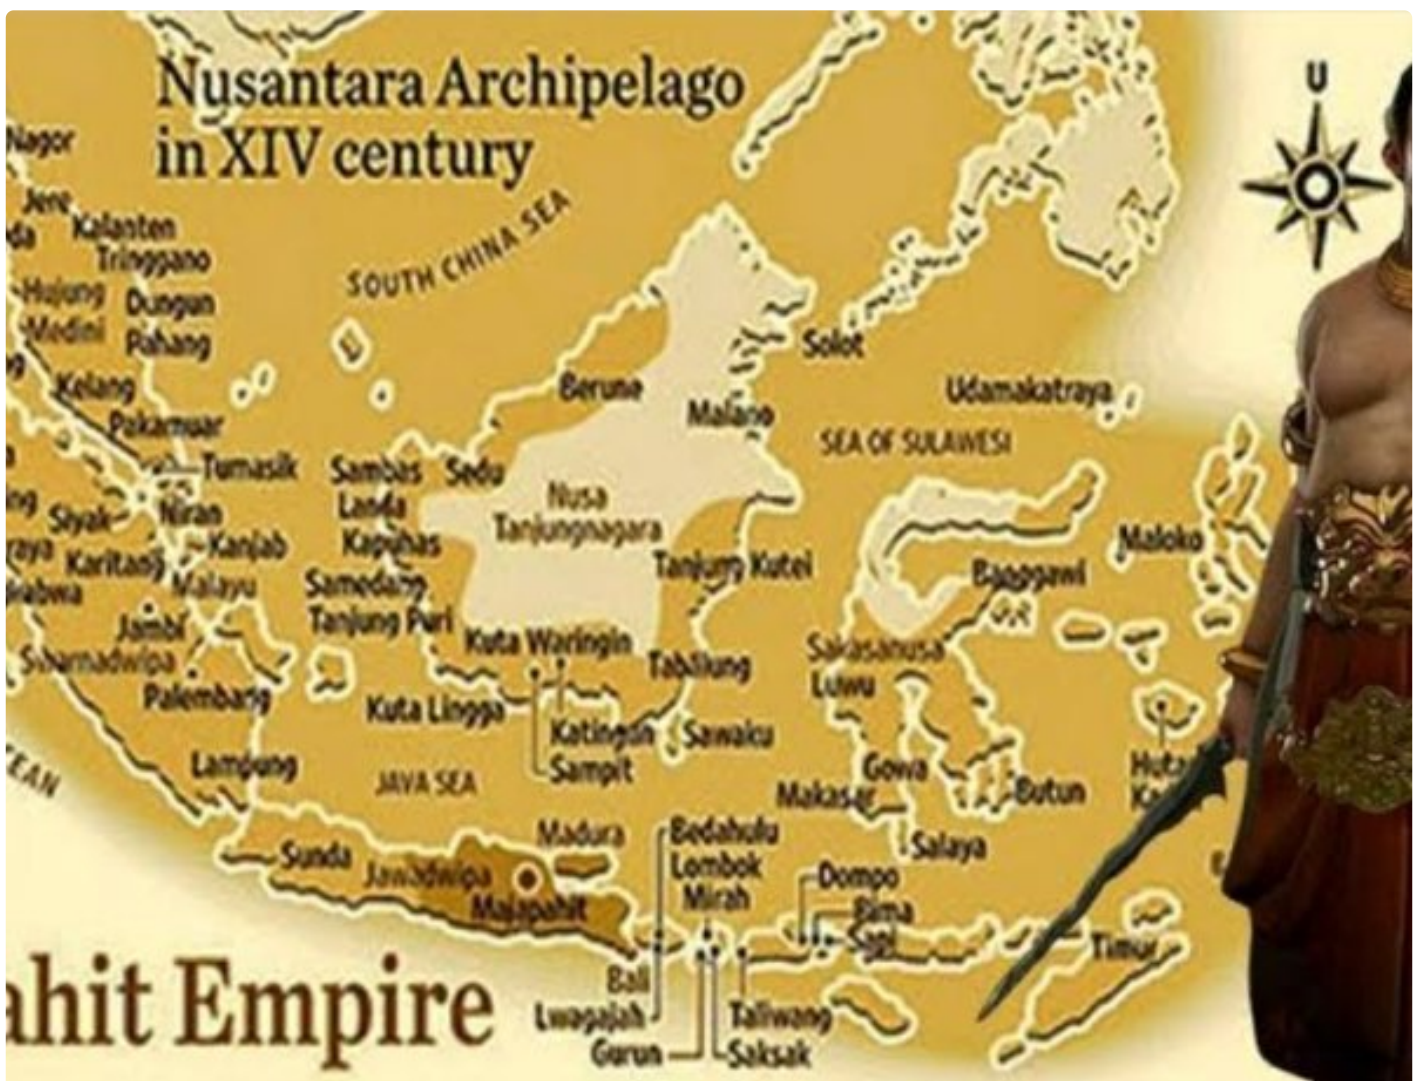 Nusantara Archipelago
in XIV century
U
Nagor
Jere
Kalanten
Tringgano
SOUTH CHINA SEA
Hujung
Medini
Dungun
Pahang
Kelang
Pakamuar
Tumasik
Solot
Berune
Malano
Udamakatraya
SEA OF SULAWESI
Sambas
Sedu
Landa
Kapuhas
Nusa
Tanjungnagara
Siyak
Niran
Kanjab
Karitang
Malayu
Samedang
Tanjung Puri
Tanjung Kutei
Maloko
Banggawi
Jambi
Swarnadwipa
Palembang
Kuta Waringin
Tabalung
Sakasanusa
Luwu
Kuta Lingga
Katingan
Sampit
Sawaku
Lampung
JAVA SEA
Gowa
Makasar
Butun
Salaya
Madura
Bedahulu
Lombok
Mirah
Sunda
Jawadwipa
Majapahit
Dompo
Bima
Timur
Bali
Lwagajah
Gurun
Taliwang
Saksak
ahit Empire